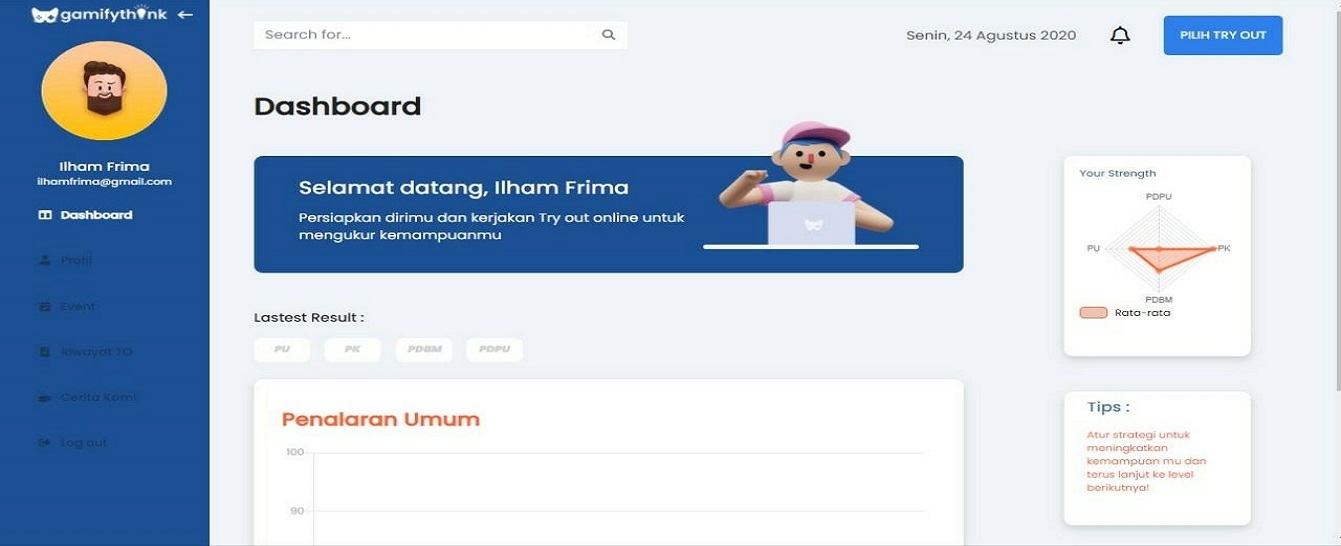 gamifythink
Ilham Frima
ilhamfrima@gmail.com
Dashboard
Profil
Event
Riwayat TO
Cerita Kami
Log out
Search for...
Senin, 24 Agustus 2020
PILIH TRY OUT
Dashboard
Selamat datang, Ilham Frima
Persiapkan dirimu dan kerjakan Try out online untuk
mengukur kemampuanmu
Lastest Result :
PU
PK
PDBM
PDPU
Penalaran Umum
100
90
Your Strength
PDPU
PU
PK
PDBM
Rata-rata
Tips :
Atur strategi untuk
meningkatkan
kemampuan mu dan
terus lanjut ke level
berikutnya!